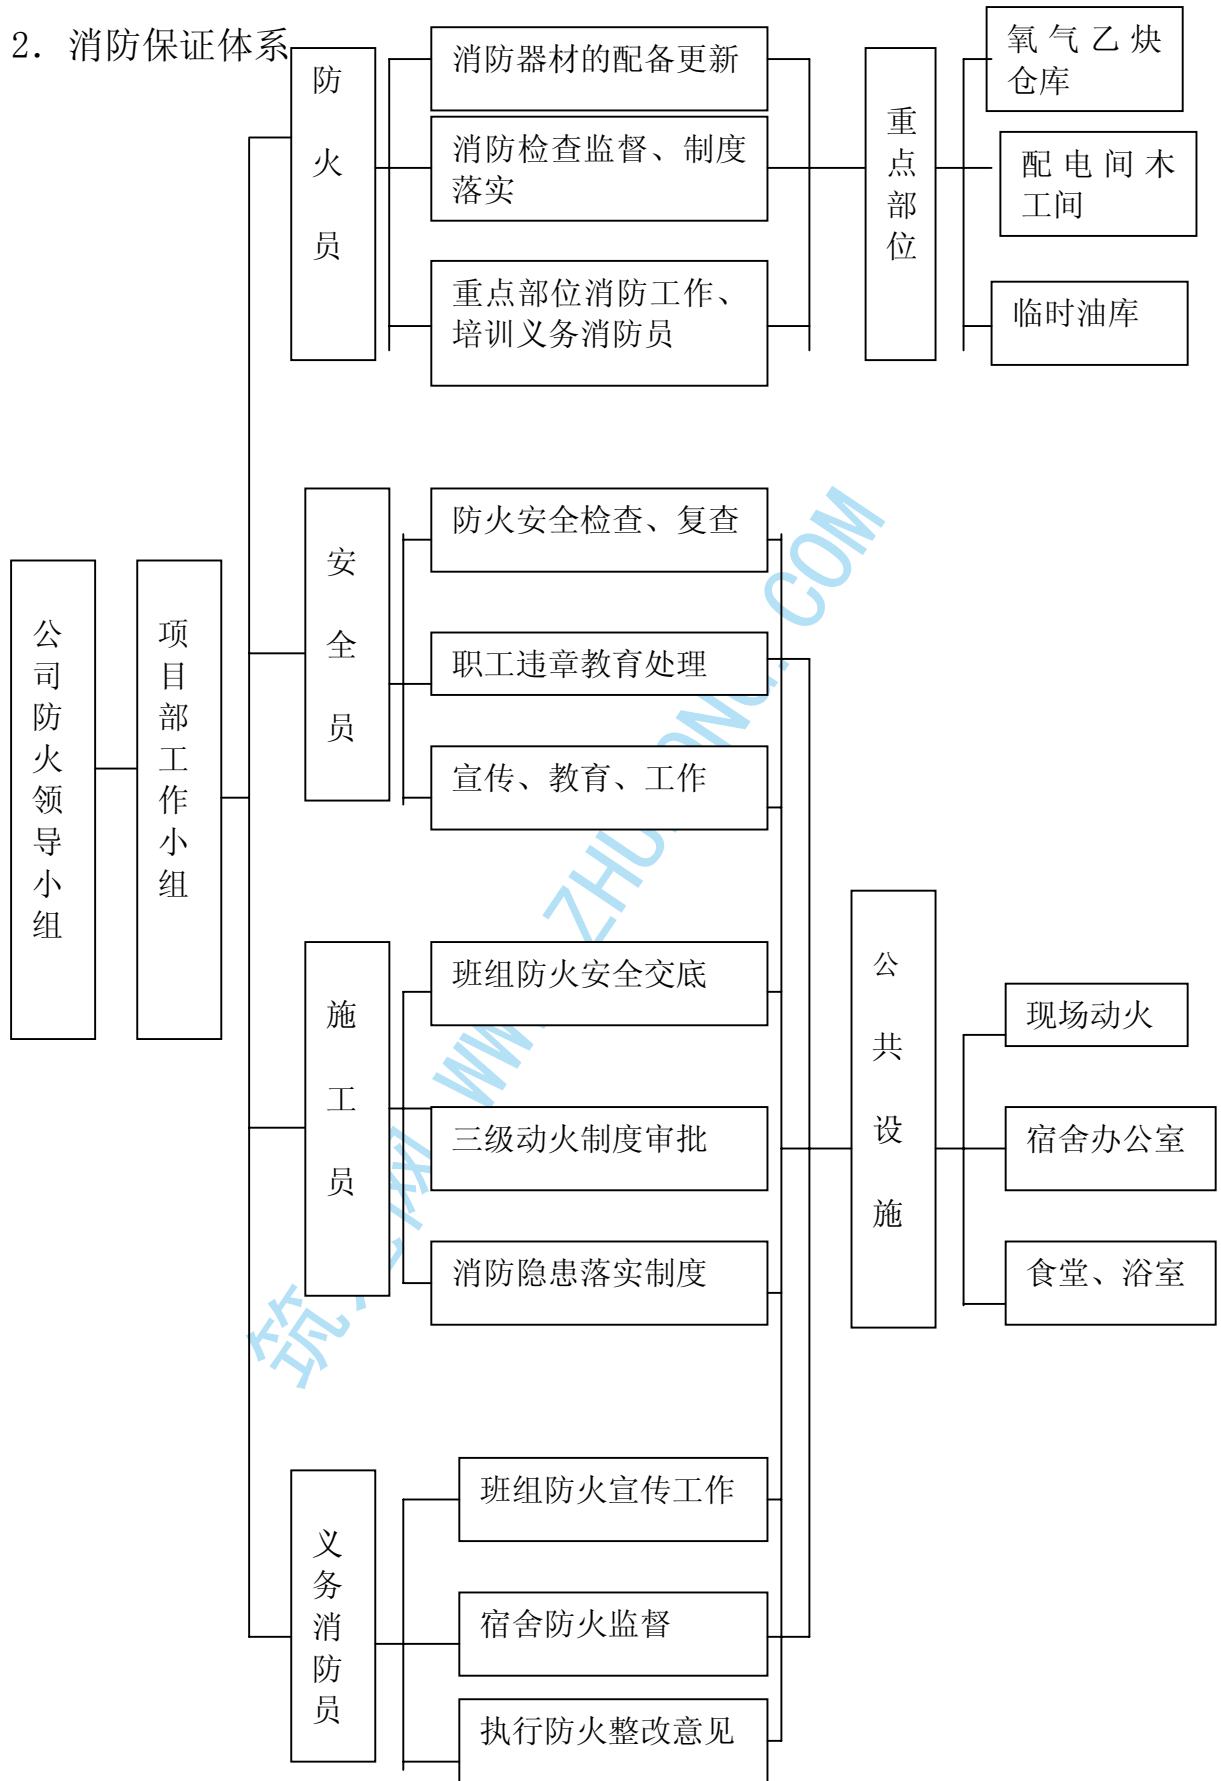 2. 消防保证体系
防火员
消防器材的配备更新
消防检查监督、制度
落实
重点部位消防工作、
培训义务消防员
重点部位
氧气乙炔
仓库
配电间木
工间
临时油库
公司防火领导小组
项目部工作小组
安全员
防火安全检查、复查
职工违章教育处理
宣传、教育、工作
施工员
班组防火安全交底
三级动火制度审批
消防隐患落实制度
公共设施
现场动火
宿舍办公室
食堂、浴室
义务消防员
班组防火宣传工作
宿舍防火监督
执行防火整改意见